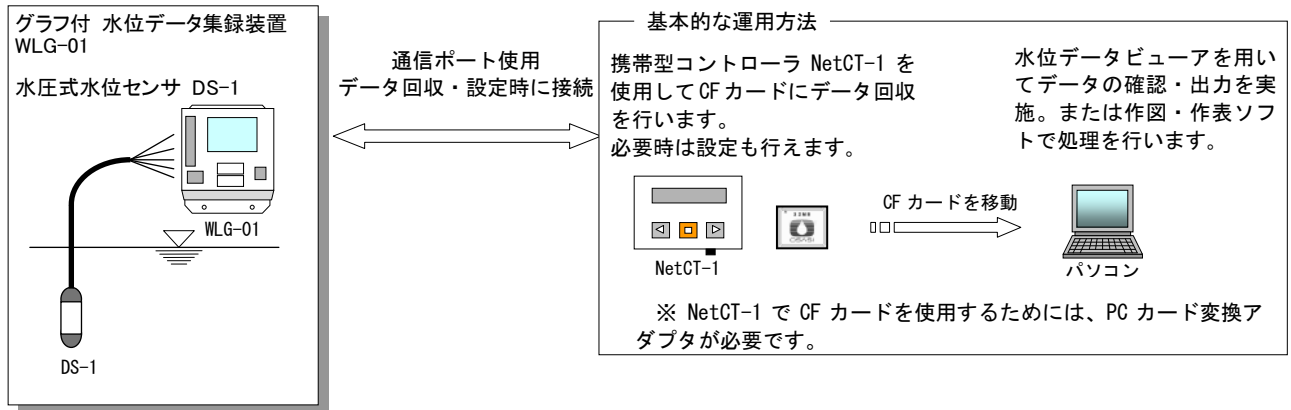 グラフ付 水位データ集録装置
WLG-01
水圧式水位センサ DS-1
WLG-01
DS-1
通信ポート使用
データ回収・設定時に接続
基本的な運用方法
携帯型コントローラ NetCT-1 を
使用してCFカードにデータ回収
を行います。
必要時は設定も行えます。
水位データビューアを用い
てデータの確認・出力を実
施。または作図・作表ソフ
トで処理を行います。
NetCT-1
OSASI
CF カードを移動
パソコン
※ NetCT-1 で CF カードを使用するためには、PC カード変換ア
ダプタが必要です。